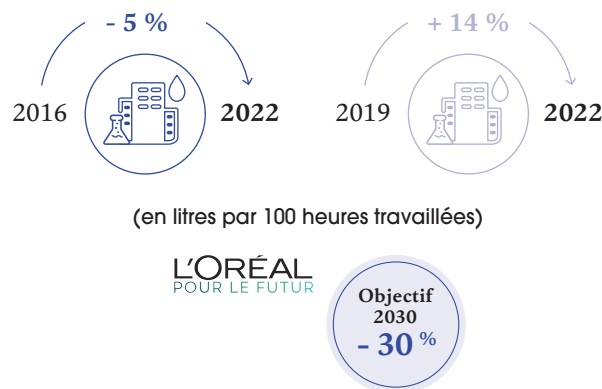 - 5 %
+ 14 %
2016
2022
2019
2022
(en litres par 100 heures travaillées)
L'ORÉAL
POUR LE FUTUR
Objectif
2030
- 30 %